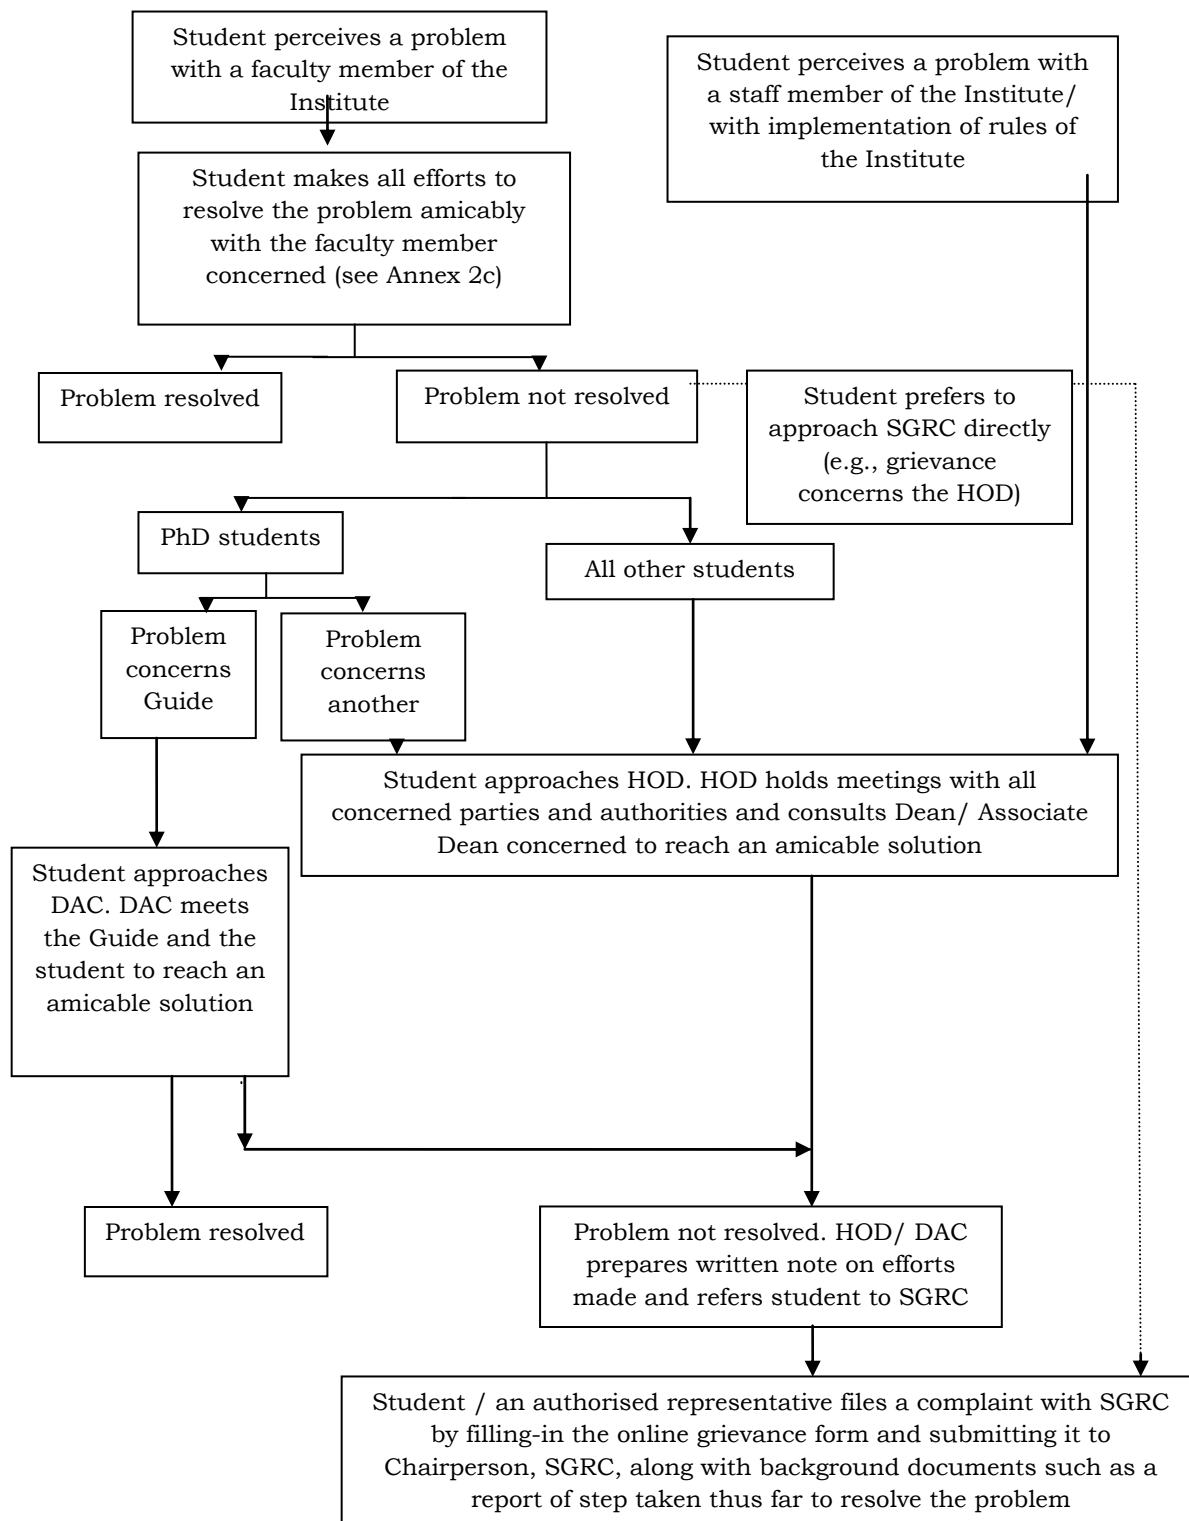 Student perceives a problem
with a faculty member of the
Institute
Student perceives a problem with
a staff member of the Institute/
with implementation of rules of
the Institute
Student makes all efforts to
resolve the problem amicably
with the faculty member
concerned (see Annex 2c)
Problem resolved
Problem not resolved
Student prefers to
approach SGRC directly
(e.g., grievance
concerns the HOD)
PhD students
All other students
Problem
concerns
Guide
Problem
concerns
another
Student approaches HOD. HOD holds meetings with all
concerned parties and authorities and consults Dean/ Associate
Dean concerned to reach an amicable solution
Student approaches
DAC. DAC meets
the Guide and the
student to reach an
amicable solution
Problem resolved
Problem not resolved. HOD/ DAC
prepares written note on efforts
made and refers student to SGRC
Student / an authorised representative files a complaint with SGRC
by filling-in the online grievance form and submitting it to
Chairperson, SGRC, along with background documents such as a
report of step taken thus far to resolve the problem